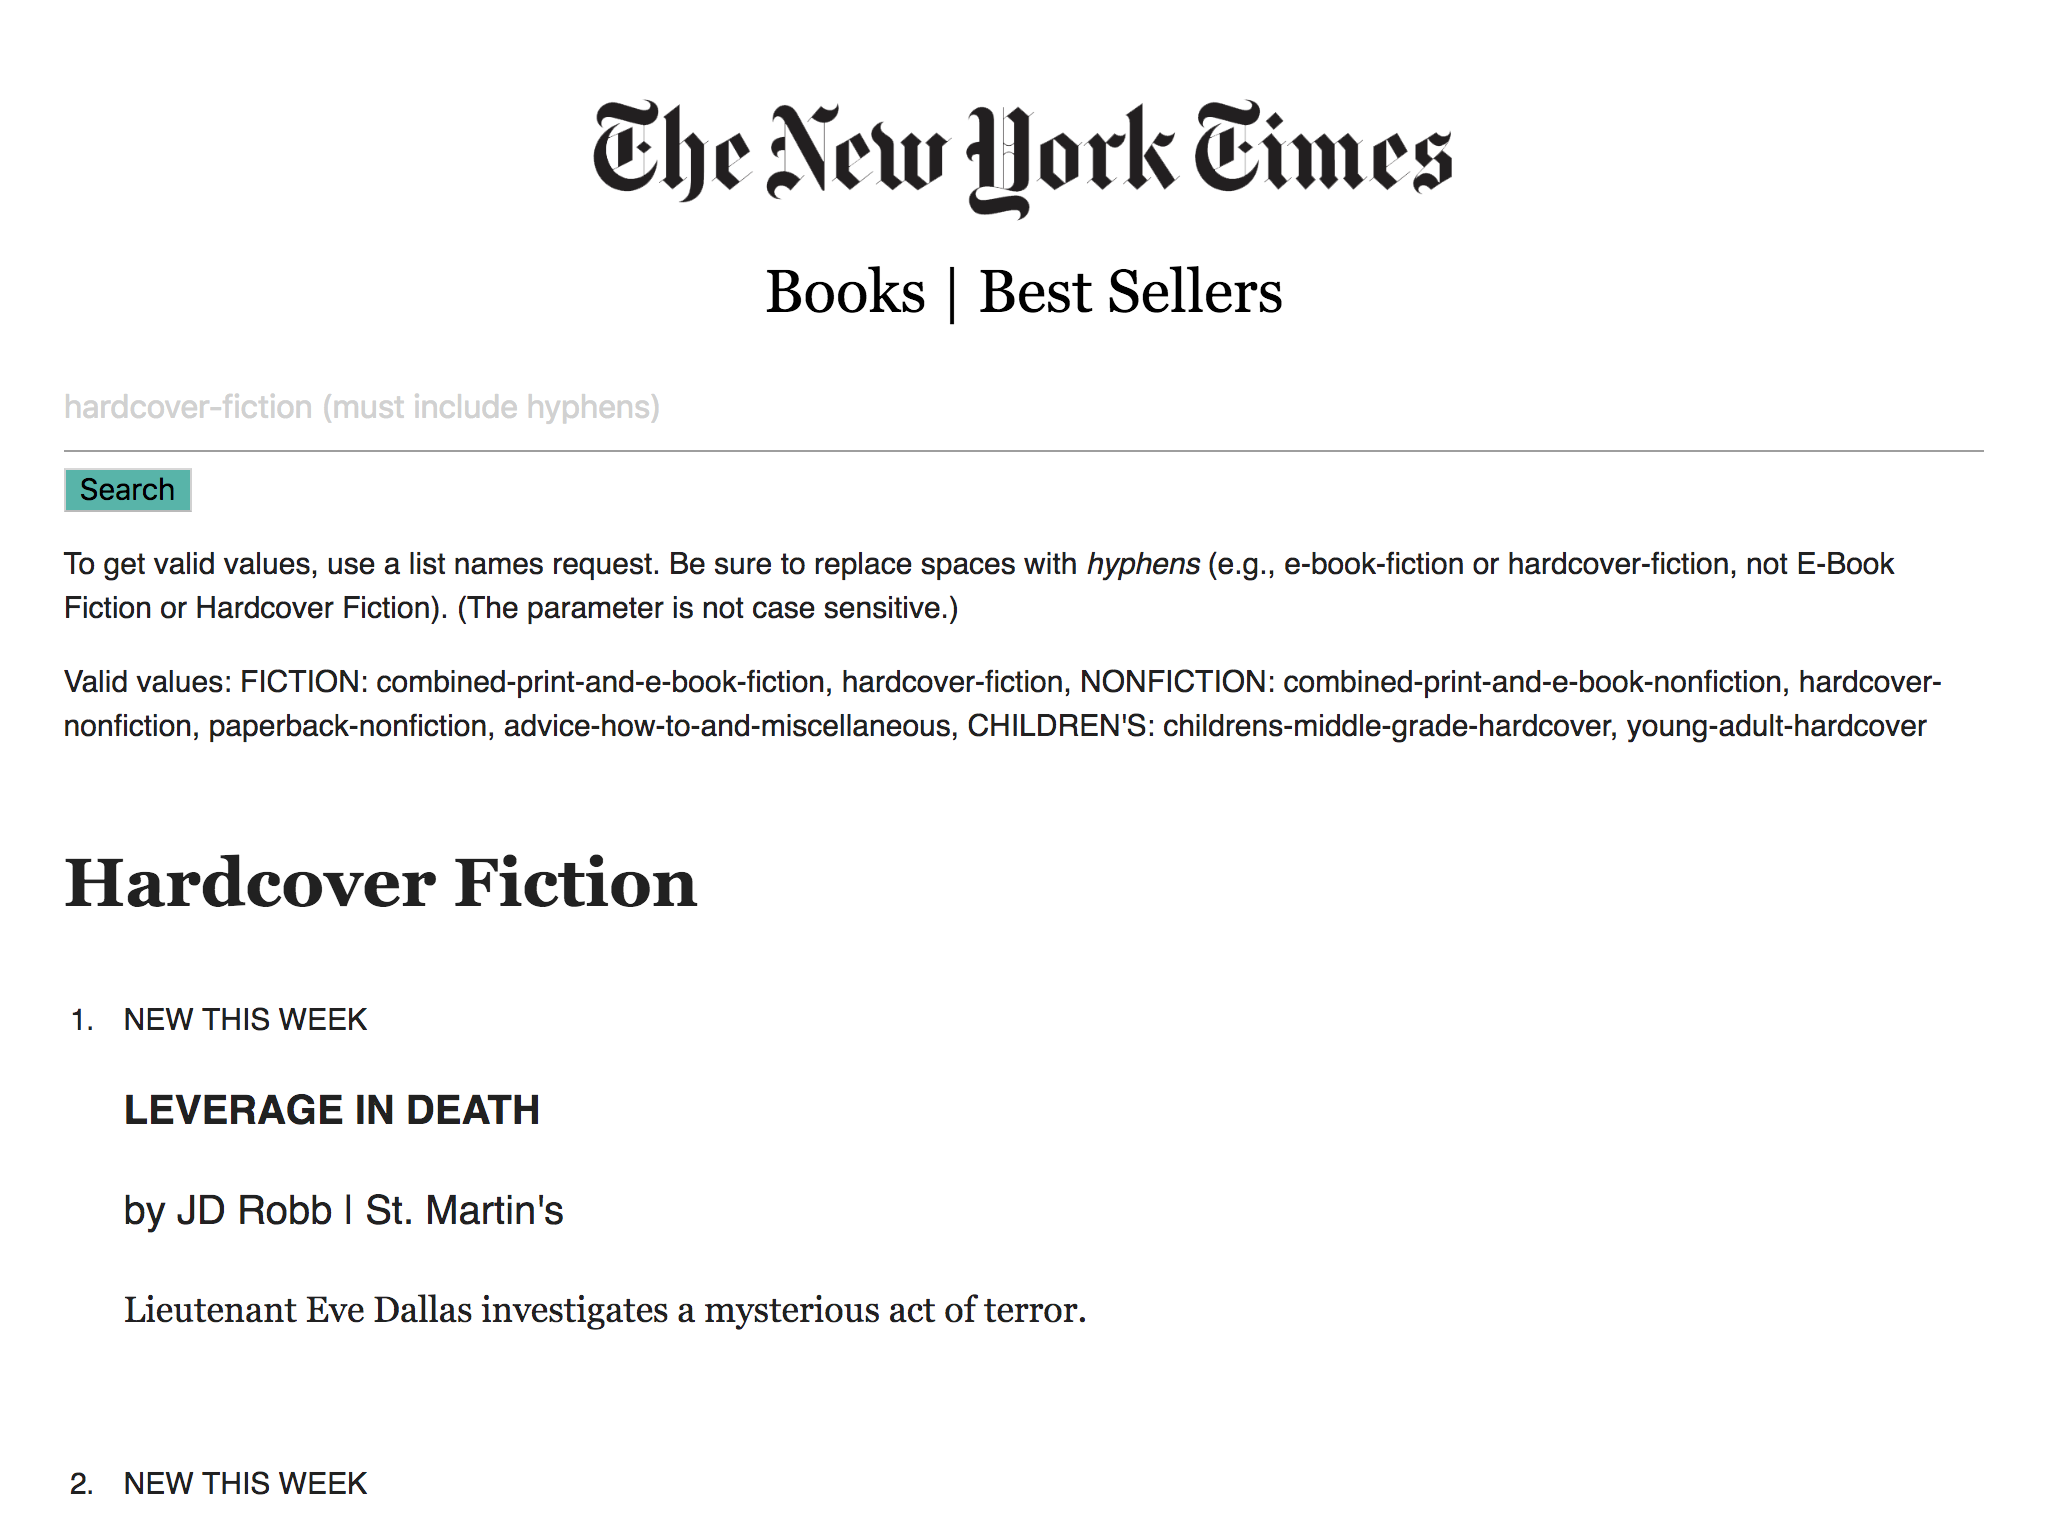 The New York Times
Books | Best Sellers
hardcover-fiction (must include hyphens)
Search
To get valid values, use a list names request. Be sure to replace spaces with hyphens (e.g., e-book-fiction or hardcover-fiction, not E-Book
Fiction or Hardcover Fiction). (The parameter is not case sensitive.)
Valid values: FICTION: combined-print-and-e-book-fiction, hardcover-fiction, NONFICTION: combined-print-and-e-book-nonfiction, hardcover-
nonfiction, paperback-nonfiction, advice-how-to-and-miscellaneous, CHILDREN'S: childrens-middle-grade-hardcover, young-adult-hardcover
Hardcover Fiction
1. NEW THIS WEEK
LEVERAGE IN DEATH
by JD Robb | St. Martin's
Lieutenant Eve Dallas investigates a mysterious act of terror.
2. NEW THIS WEEK